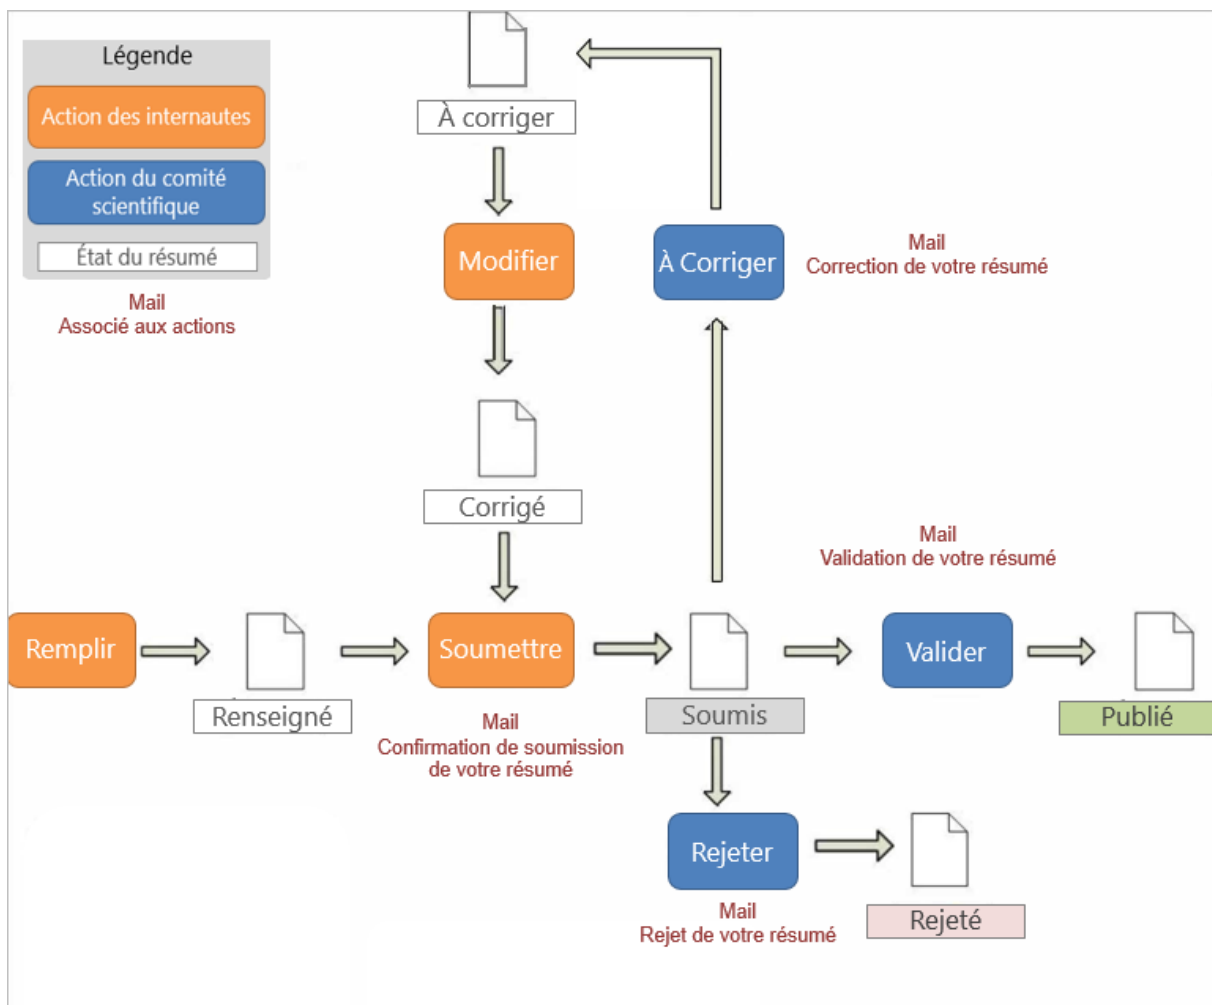 Légende
Action des internautes
Action du comité
scientifique
État du résumé
Mail
Associé aux actions
À corriger
Modifier
À Corriger
Mail
Correction de votre résumé
Corrigé
Mail
Validation de votre résumé
Remplir
Renseigné
Soumettre
Mail
Confirmation de soumission
de votre résumé
Soumis
Valider
Publié
Rejeter
Mail
Rejet de votre résumé
Rejeté